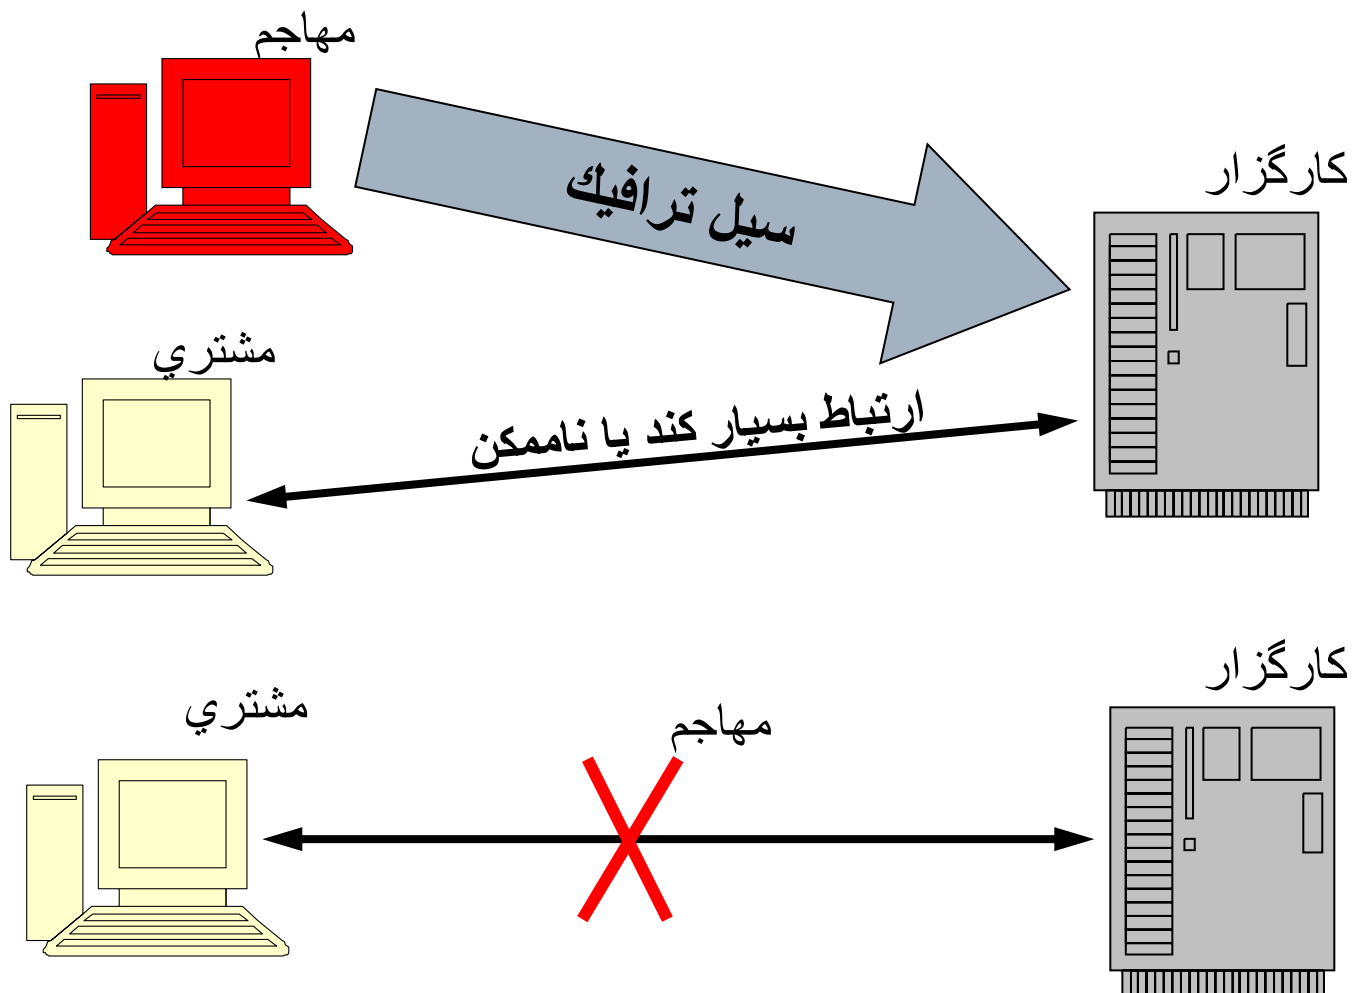 مهاجم
كارگزار
سيل ترافيك
مشتري
ارتباط بسيار كند يا ناممكن
كارگزار
مشتري
مهاجم